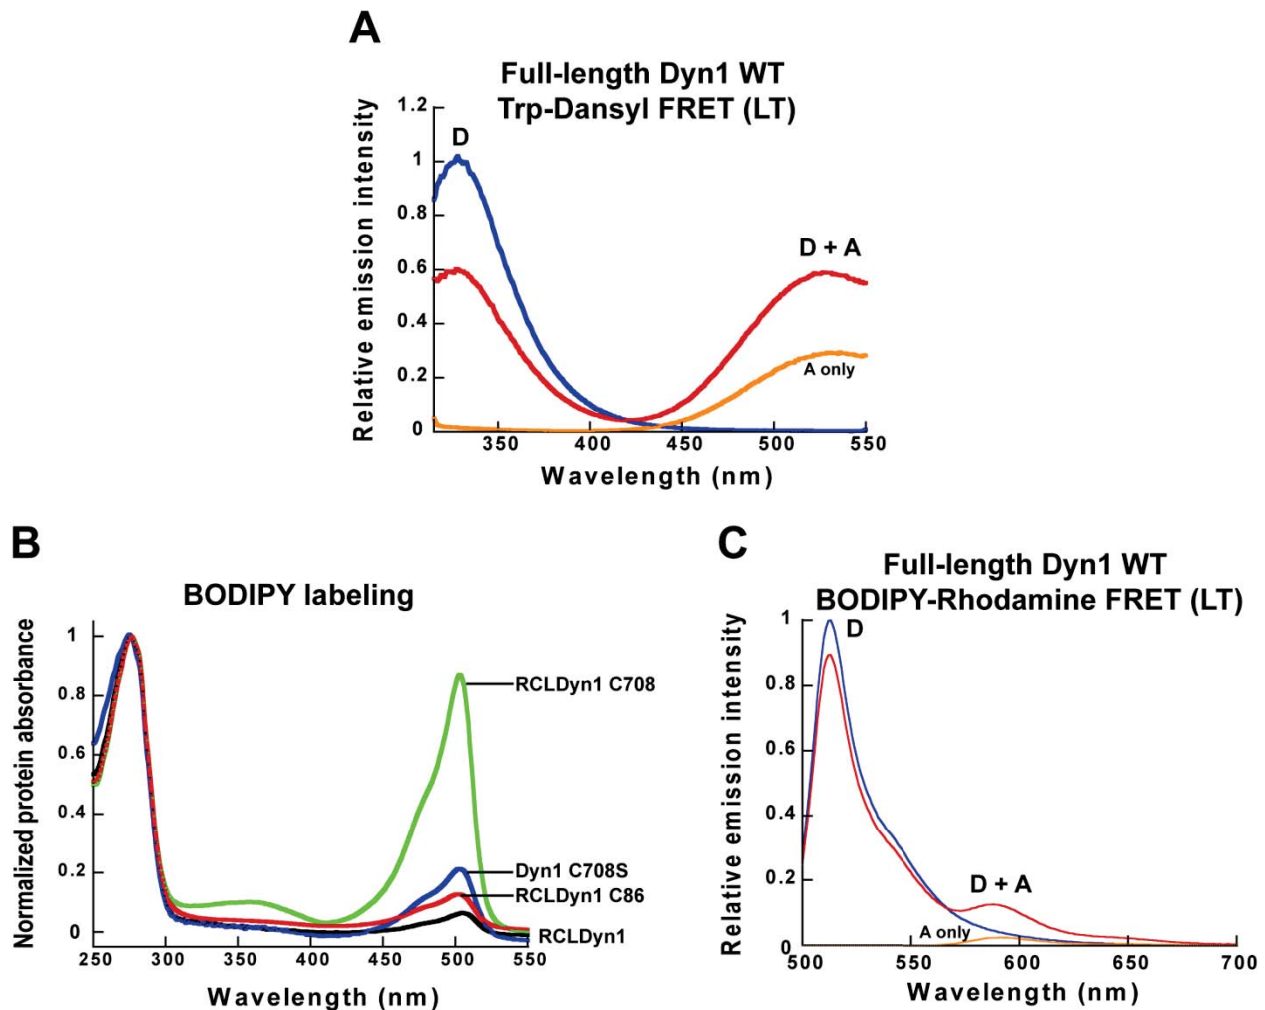 A
Full-length Dyn1 WT
Trp-Dansyl FRET (LT)
Relative emission intensity
1.2
1
0.8
0.6
0.4
0.2
0
D
D + A
A only
350
400
450
500
550
Wavelength (nm)
B
BODIPY labeling
Normalized protein absorbance
1
0.8
0.6
0.4
0.2
0
RCLDyn1 C708
Dyn1 C708S
RCLDyn1 C86
RCLDyn1
250
300
350
400
450
500
550
Wavelength (nm)
C
Full-length Dyn1 WT
BODIPY-Rhodamine FRET (LT)
Relative emission intensity
1
0.8
0.6
0.4
0.2
0
D
D + A
A only
500
550
600
650
700
Wavelength (nm)